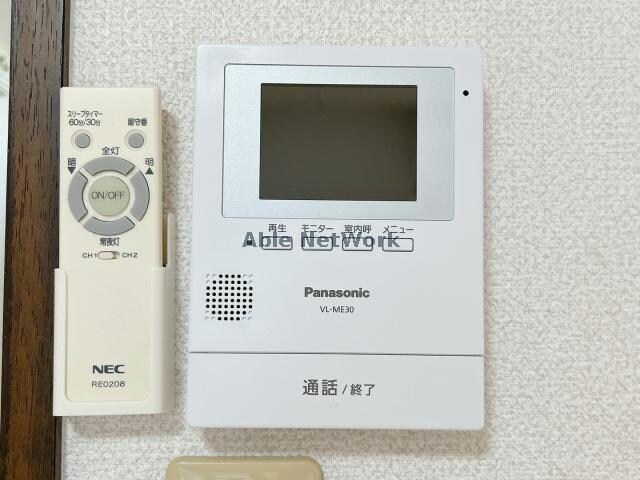 スリープタイマー
60分/30分
留守番
全灯
暗
明
ON/OFF
常夜灯
CH1
CH2
NEC
RE0208
再生
モニター
室内呼
メニュー
Able NetWork
Panasonic
VL-ME30
通話 / 終了